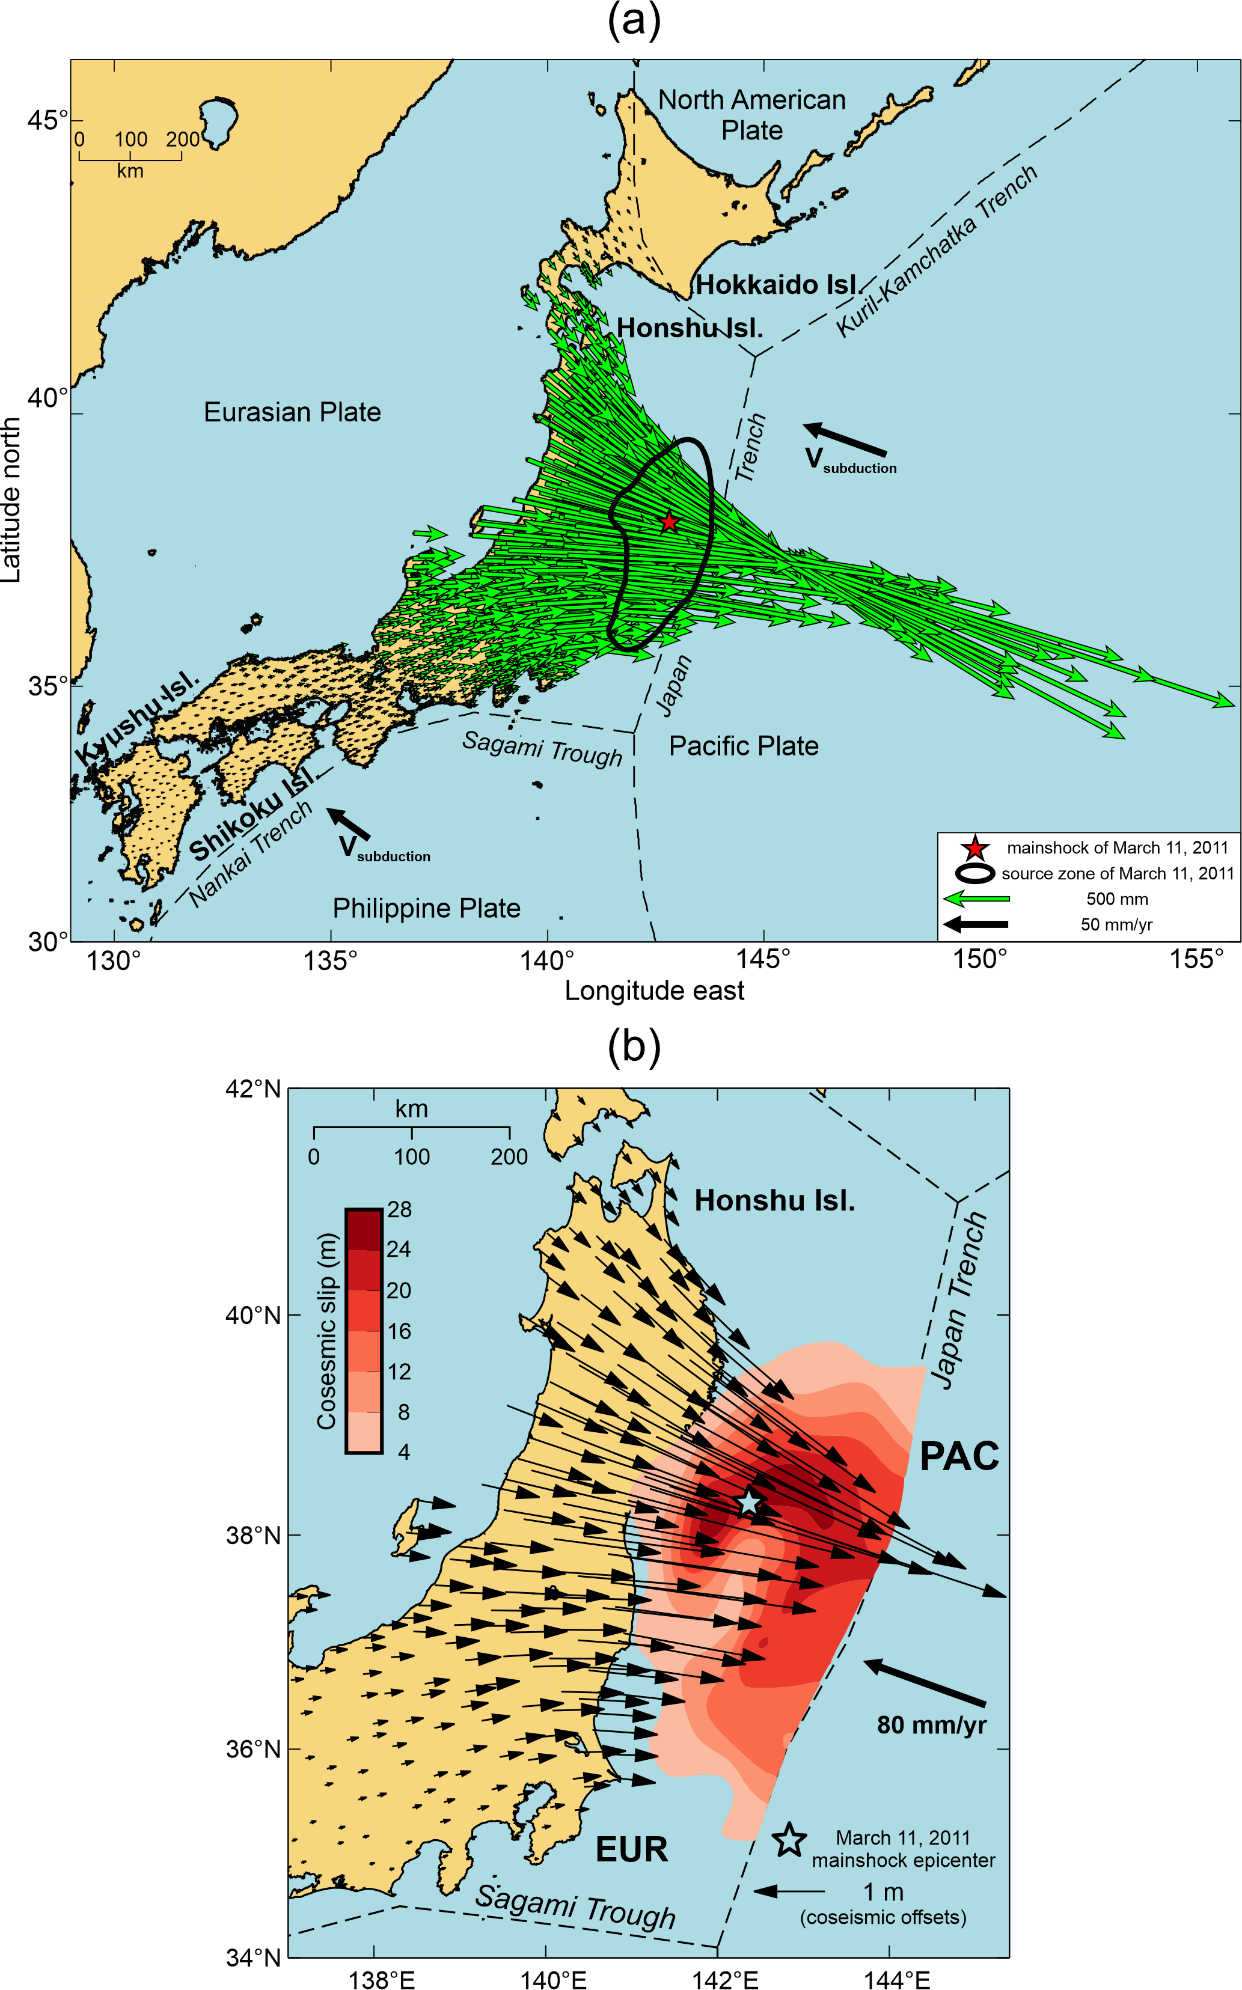 (a)
North American
Plate
45°
0 100 200
km
Kuril-Kamchatka Trench
Hokkaido Isl.
Honshu Isl.
40°
Eurasian Plate
Trench
Vsubduction
Latitude north
35°
Kyushu Isl.
Japan
Sagami Trough
Pacific Plate
Shikoku Isl.
Nankai Trench
Vsubduction
mainshock of March 11, 2011
source zone of March 11, 2011
500 mm
50 mm/yr
Philippine Plate
30°
130° 135° 140° 145° 150° 155°
Longitude east
(b)
42°N
km
0 100 200
Honshu Isl.
28
24
20
16
12
8
4
Cosesmic slip (m)
Japan Trench
40°N
PAC
38°N
80 mm/yr
36°N
EUR
March 11, 2011
mainshock epicenter
1 m
(coseismic offsets)
Sagami Trough
34°N
138°E 140°E 142°E 144°E